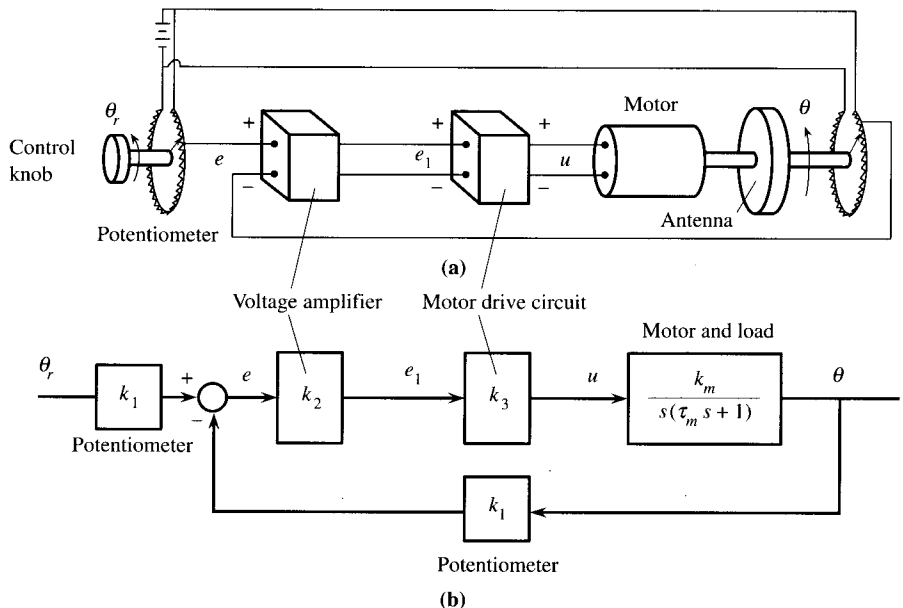 (a)
θr
Control
knob
Potentiometer
+
e
−
+
e1
−
+
u
−
Motor
Antenna
θ
Voltage amplifier
Motor drive circuit
Motor and load
θr
k1
Potentiometer
+
−
e
k2
e1
k3
u
km
s(τm s + 1)
θ
k1
Potentiometer
(b)